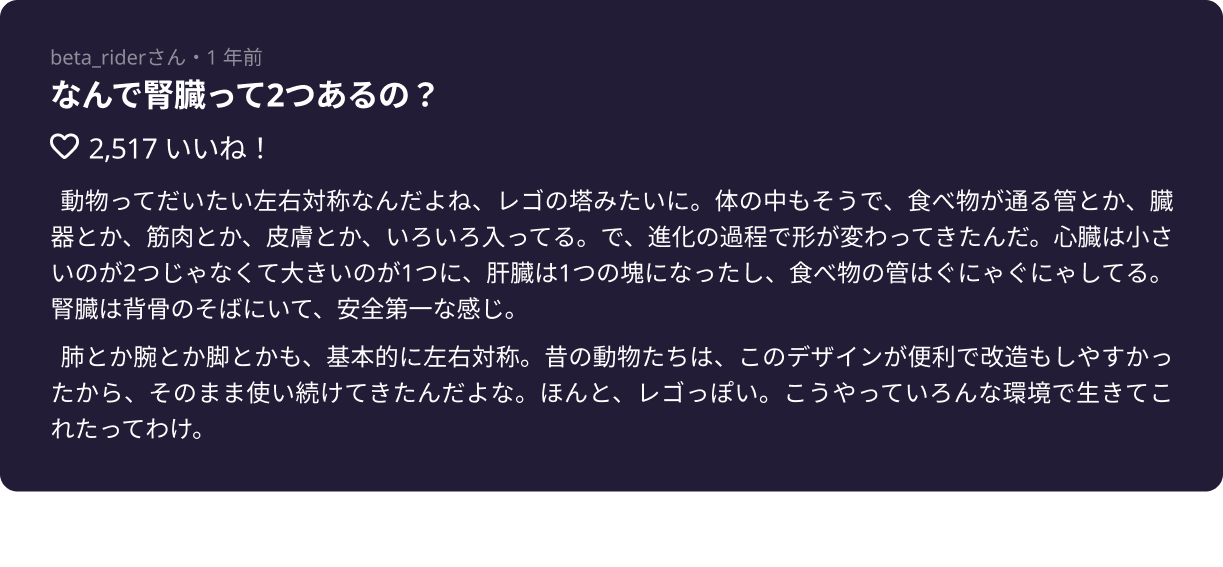 beta_riderさん・1 年前
なんで腎臓って2つあるの？
2,517 いいね！
動物ってだいたい左右対称なんだよね、レゴの塔みたいに。体の中もそうで、食べ物が通る管とか、臓
器とか、筋肉とか、皮膚とか、いろいろ入ってる。で、進化の過程で形が変わってきたんだ。心臓は小さ
いのが2つじゃなくて大きいのが1つに、肝臓は1つの塊になったし、食べ物の管はぐにゃぐにゃしてる。
腎臓は背骨のそばにいて、安全第一な感じ。
肺とか腕とか脚とかも、基本的に左右対称。昔の動物たちは、このデザインが便利で改造もしやすかっ
たから、そのまま使い続けてきたんだよな。ほんと、レゴっぽい。こうやっていろんな環境で生きてこ
れたってわけ。